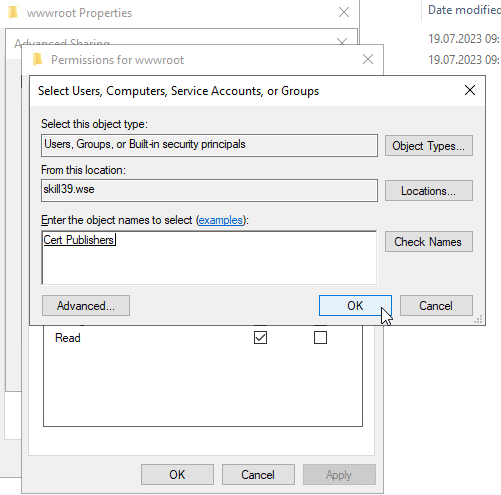 wwwroot Properties
Date modified
Advanced Sharing
19.07.2023 09:
Permissions for wwwroot
19.07.2023 09:
Select Users, Computers, Service Accounts, or Groups
Select this object type:
Users, Groups, or Built-in security principals
Object Types...
From this location:
skill39.wse
Locations...
Enter the object names to select (examples):
Cert Publishers
Check Names
Advanced...
OK
Cancel
Read
OK
Cancel
Apply